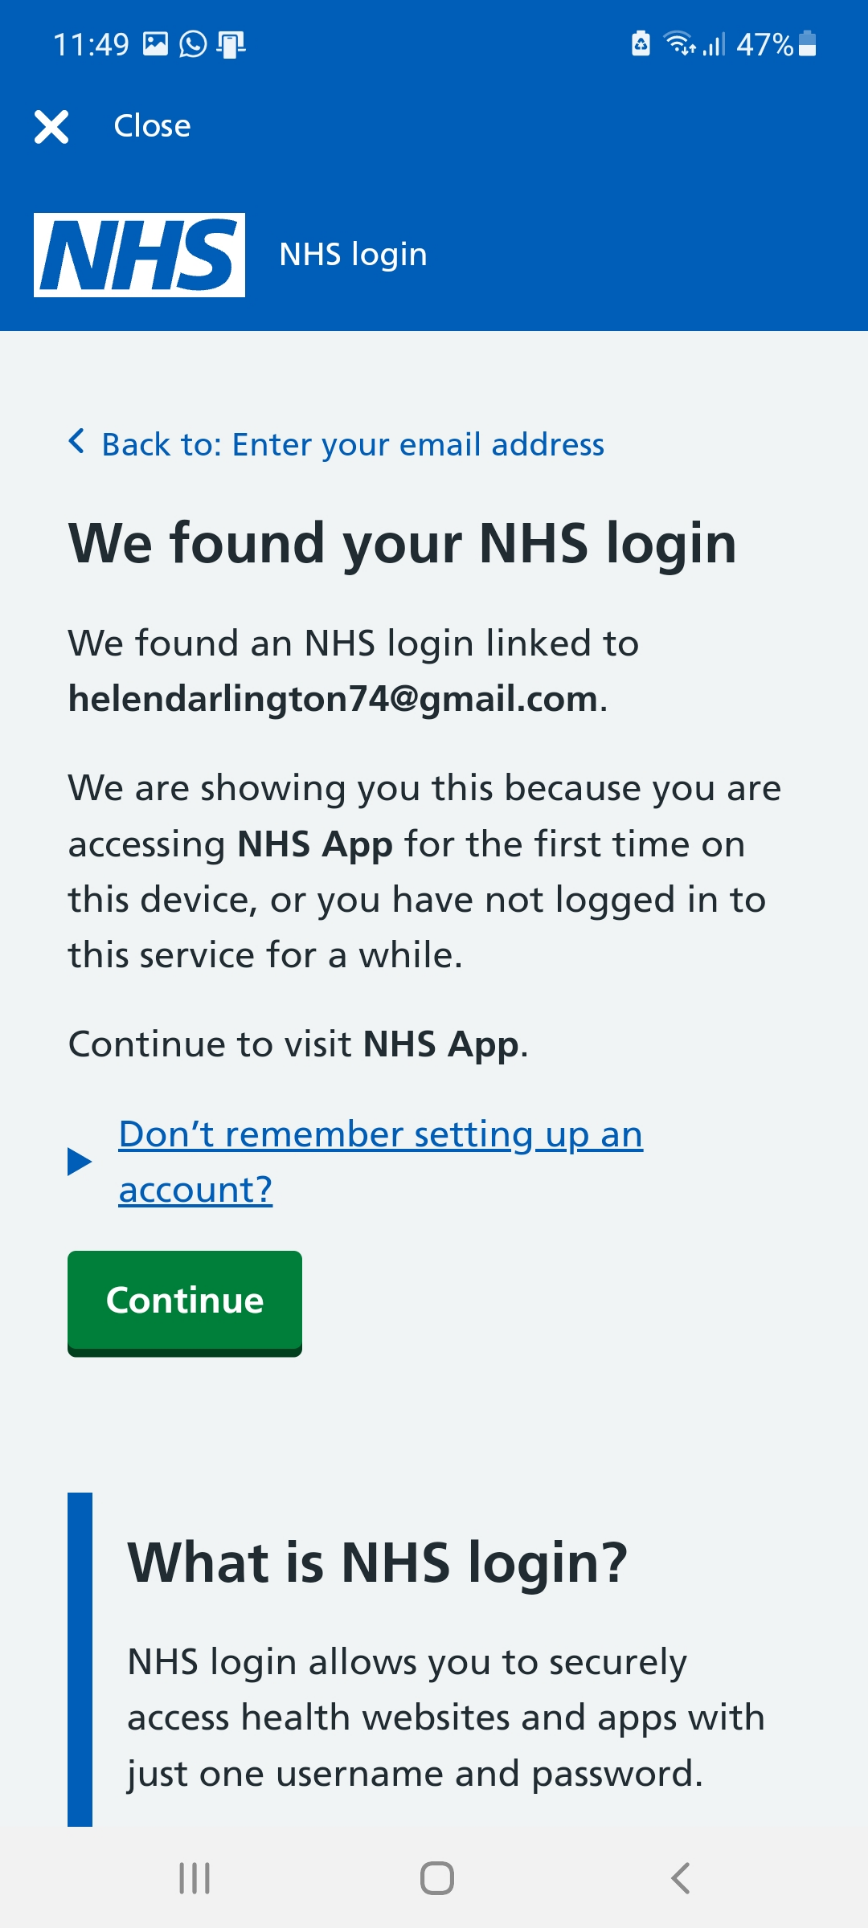 11:49
47%
Close
NHS
NHS login
Back to: Enter your email address
We found your NHS login
We found an NHS login linked to
helendarlington74@gmail.com.
We are showing you this because you are
accessing NHS App for the first time on
this device, or you have not logged in to
this service for a while.
Continue to visit NHS App.
Don’t remember setting up an
account?
Continue
What is NHS login?
NHS login allows you to securely
access health websites and apps with
just one username and password.